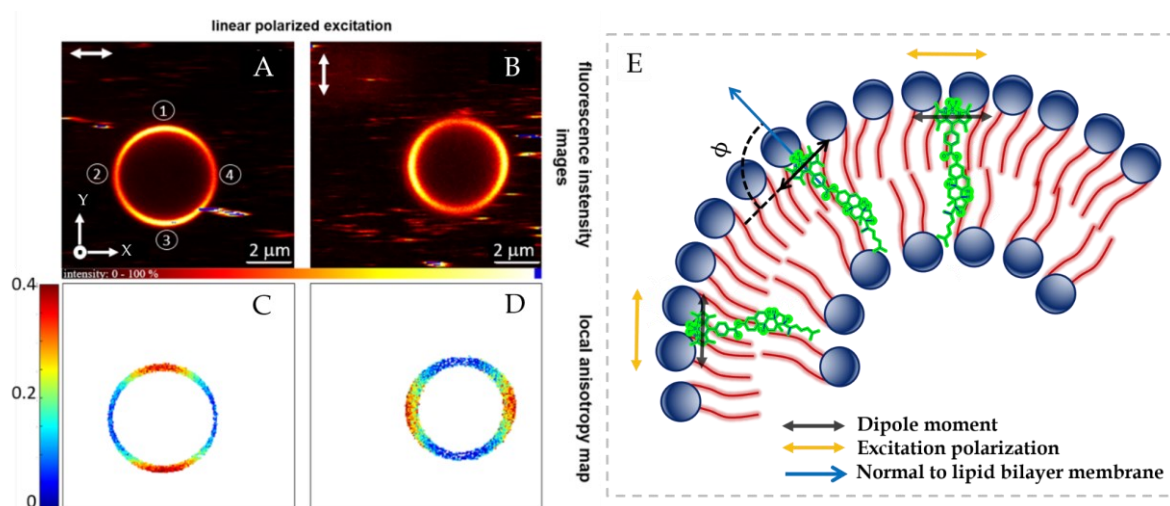 linear polarized excitation
A
B
①
②
④
③
Y
X
2 μm
2 μm
intensity: 0 - 100 %
fluorescence instensity
images
0.4
0.2
0
C
D
local anisotropy map
E
ϕ
Dipole moment
Excitation polarization
Normal to lipid bilayer membrane